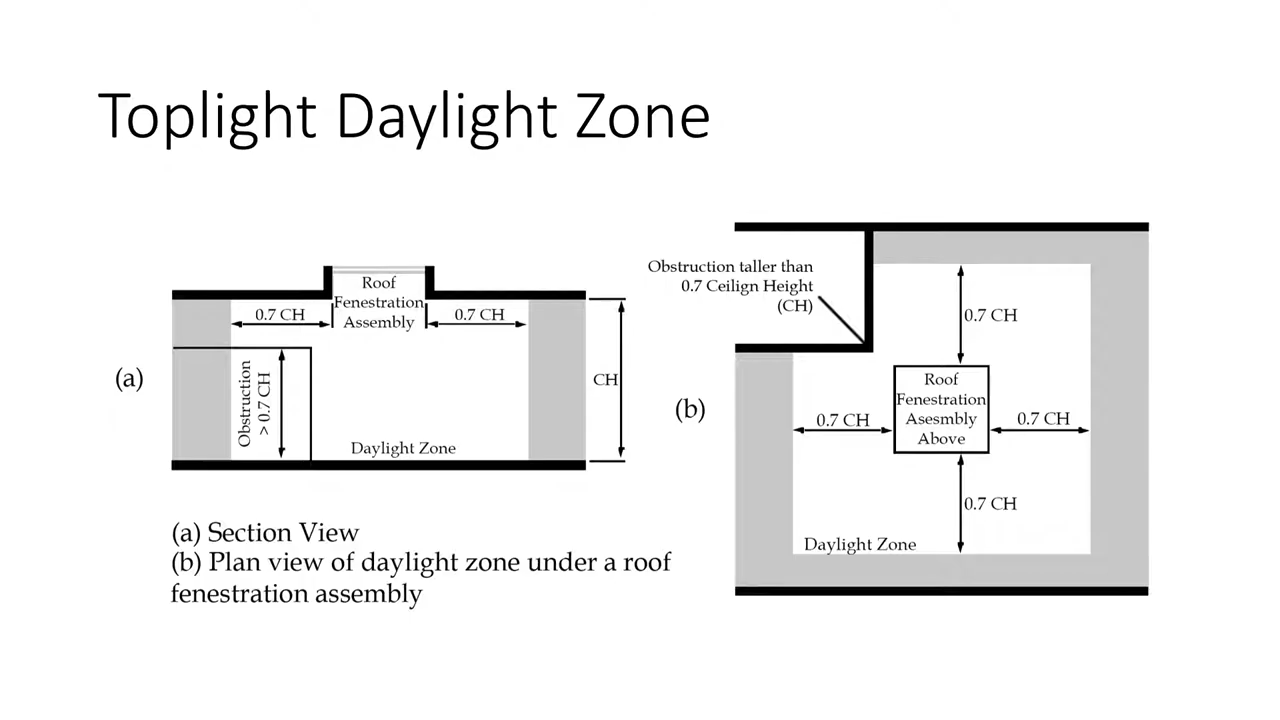 Toplight Daylight Zone
(a)
Roof
Fenestration
Assembly
0.7 CH
0.7 CH
Obstruction
> 0.7 CH
CH
Daylight Zone
(a) Section View
(b) Plan view of daylight zone under a roof
fenestration assembly
(b)
Obstruction taller than
0.7 Ceilign Height
(CH)
0.7 CH
Roof
Fenestration
Asesmbly
Above
0.7 CH
0.7 CH
0.7 CH
Daylight Zone